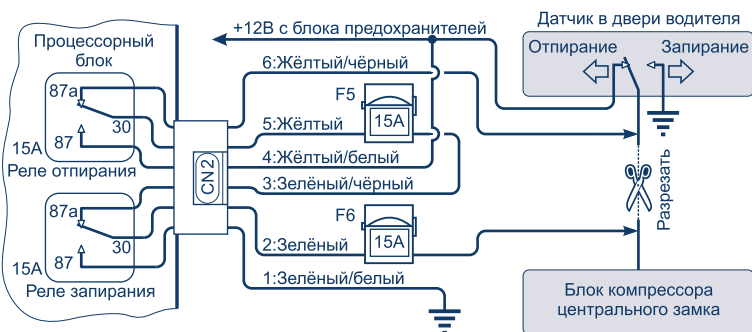 +12В с блока предохранителей
Датчик в двери водителя
Отпирание
Запирание
Процессорный
блок
87а
30
15А
87
Реле отпирания
87а
30
15А
87
Реле запирания
CN2
6:Жёлтый/чёрный
F5
15А
5:Жёлтый
4:Жёлтый/белый
3:Зелёный/чёрный
F6
15А
2:Зелёный
1:Зелёный/белый
Разрезать
Блок компрессора
центрального замка